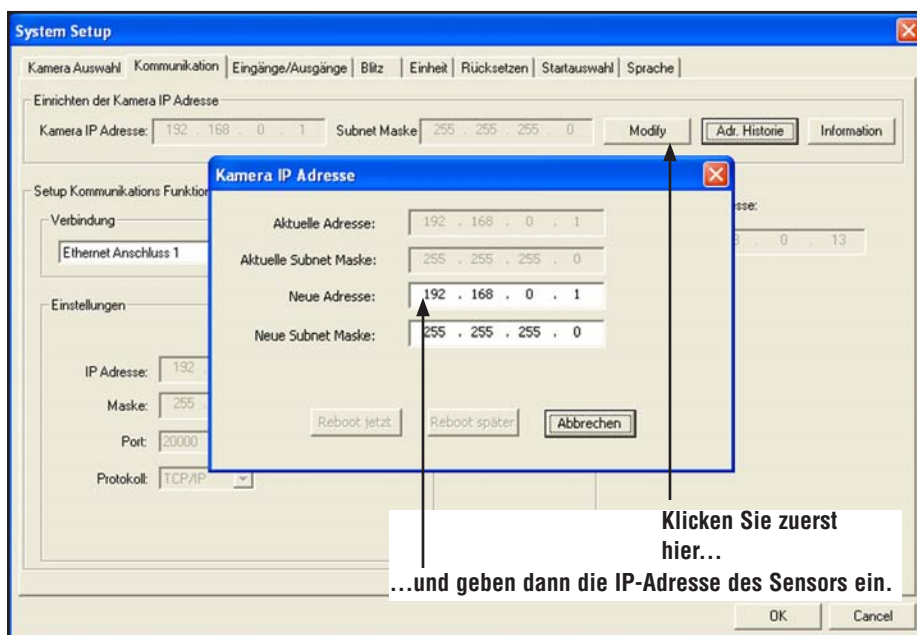 System Setup
Kamera Auswahl Kommunikation Eingänge/Ausgänge Blitz Einheit Rücksetzen Startauswahl Sprache
Einrichten der Kamera IP Adresse
Kamera IP Adresse: 192 . 168 . 0 . 1 Subnet Maske 255 . 255 . 255 . 0 Modify Adr. Historie Information
Kamera IP Adresse
Setup Kommunikations Funktion
Verbindung
Ethernet Anschluss 1
Aktuelle Adresse: 192 . 168 . 0 . 1
Aktuelle Subnet Maske: 255 . 255 . 255 . 0
Neue Adresse: 192 . 168 . 0 . 1
Neue Subnet Maske: 255 . 255 . 255 . 0
Reboot jetzt Reboot später Abbrechen
. 0 . 13
Einstellungen
IP Adresse: 192 .
Maske: 255 .
Port: 20000
Protokoll: TCP/IP
Klicken Sie zuerst
hier...
...und geben dann die IP-Adresse des Sensors ein.
OK Cancel